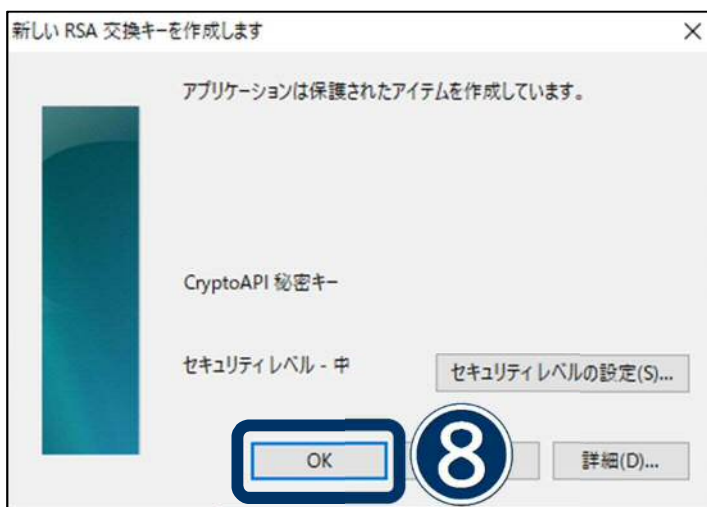 新しい RSA 交換キーを作成します
アプリケーションは保護されたアイテムを作成しています。
CryptoAPI 秘密キー
セキュリティ レベル - 中
セキュリティ レベルの設定(S)...
OK
8
詳細(D)...